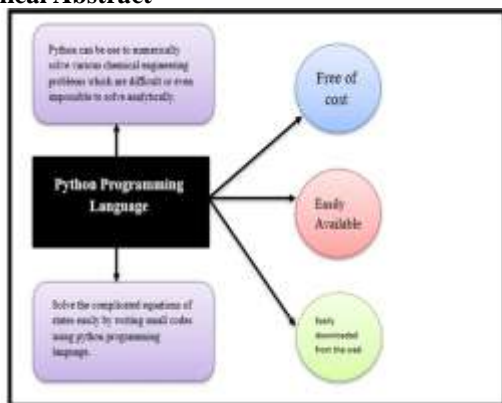 nical Abstract
Python can be use to numerically
solve various chemical engineering
problems which are difficult or even
impossible to solve analytically.
Free of
cost
Python Programming
Language
Easily
Available
Solve the complicated equations of
states easily by writing small codes
using python programming
language.
Easily
downloaded
from the